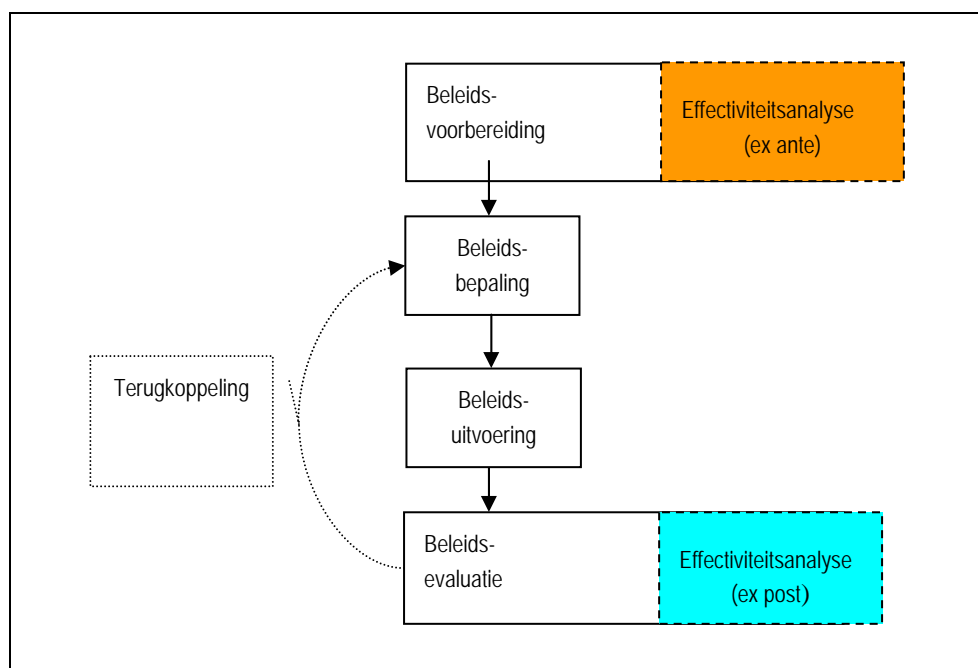 Beleids-
voorbereiding
Effectiviteitsanalyse
(ex ante)
Beleids-
bepaling
Terugkoppeling
Beleids-
uitvoering
Beleids-
evaluatie
Effectiviteitsanalyse
(ex post)